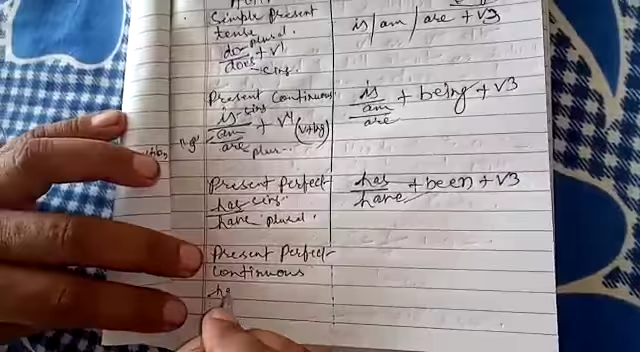 Simple Present is/am/are + V3
tense
do plural + V1
does - sing.
Present Continuous is + being + V3
is sing am
am + V4 (V+ing) are
are plu..
Present Perfect has + been + V3
has sing. have
have plural.
Present Perfect
Continuous
ha